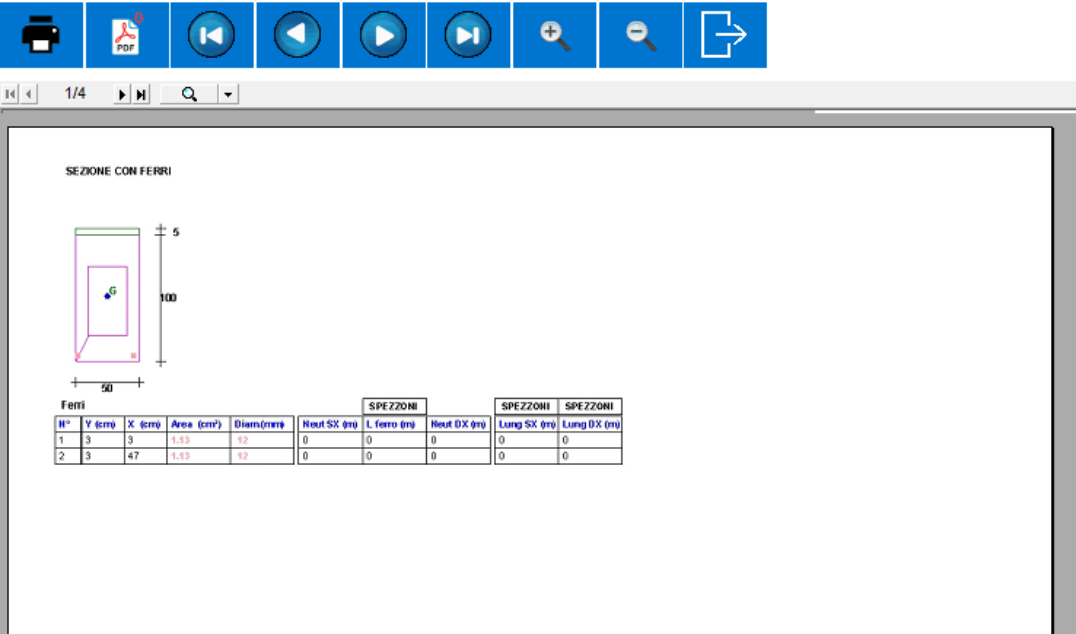 PDF
1/4
SEZIONE CON FERRI
5
G
100
50
Ferri
SPEZZONI SPEZZONI SPEZZONI
N° Y (cm) X (cm) Area (cm²) Diam.(mm) Neut SX (m) L ferro (m) Neut DX (m) Lung SX (m) Lung DX (m)
1 3 3 1.13 12 0 0 0 0 0
2 3 47 1.13 12 0 0 0 0 0